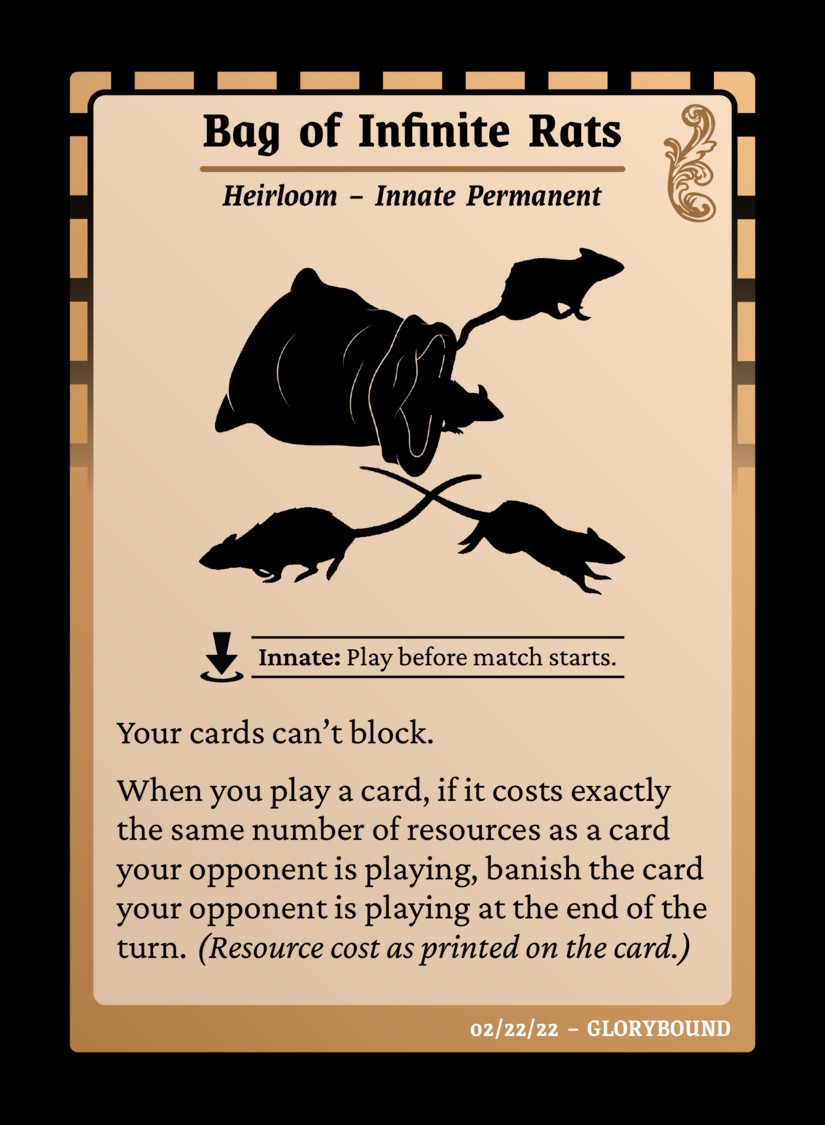 Bag of Infinite Rats
Heirloom – Innate Permanent
Innate: Play before match starts.
Your cards can’t block.
When you play a card, if it costs exactly
the same number of resources as a card
your opponent is playing, banish the card
your opponent is playing at the end of the
turn. (Resource cost as printed on the card.)
02/22/22 – GLORYBOUND